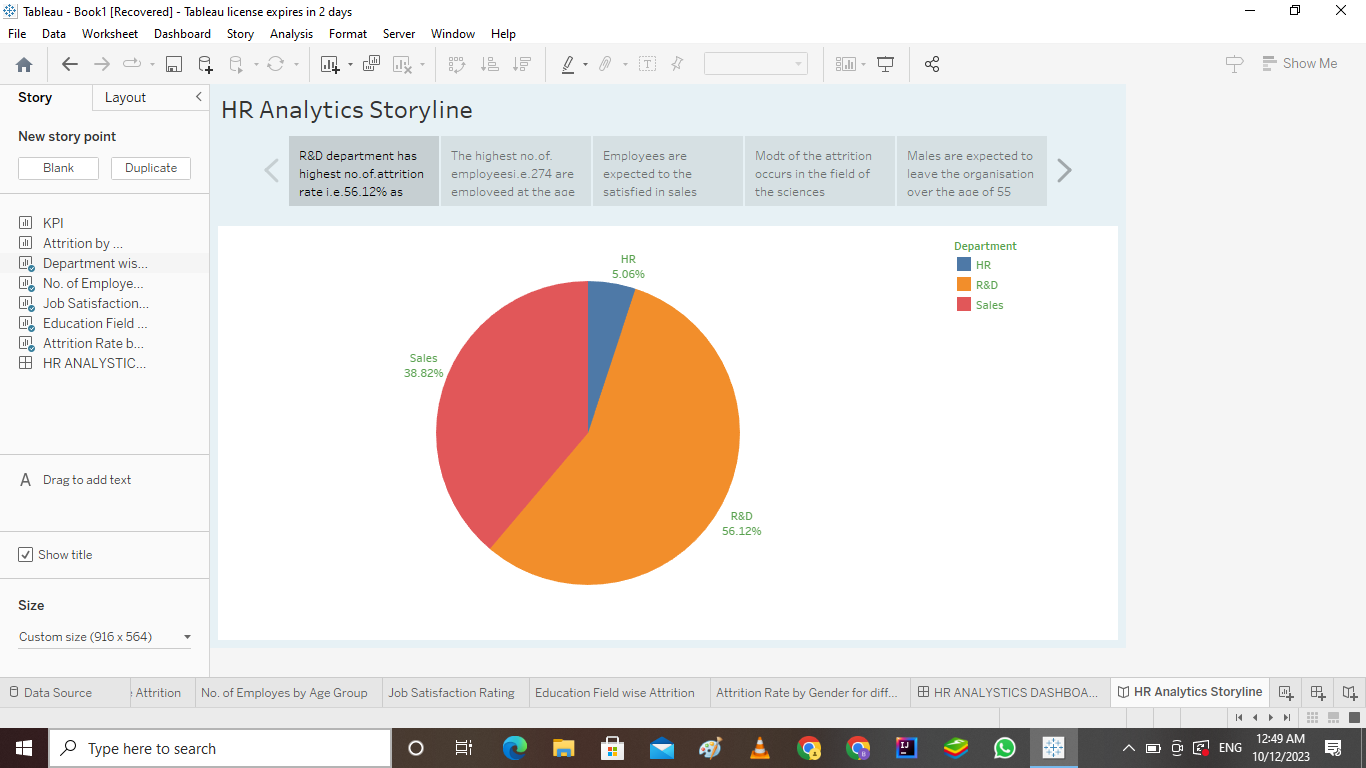 Tableau - Book1 [Recovered] - Tableau license expires in 2 days
File Data Worksheet Dashboard Story Analysis Format Server Window Help
Show Me
Story Layout
New story point
Blank Duplicate
KPI
Attrition by ...
Department wis...
No. of Employe...
Job Satisfaction...
Education Field ...
Attrition Rate b...
HR ANALYSTIC...
A Drag to add text
Show title
Size
Custom size (916 x 564)
HR Analytics Storyline
R&D department has
highest no.of.attrition
rate i.e.56.12% as
The highest no.of.
employeesi.e.274 are
employeed at the age
Employees are
expected to the
satisfied in sales
Modt of the attrition
occurs in the field of
the sciences
Males are expected to
leave the organisation
over the age of 55
HR
5.06%
Sales
38.82%
R&D
56.12%
Department
HR
R&D
Sales
Data Source Attrition No. of Employes by Age Group Job Satisfaction Rating Education Field wise Attrition Attrition Rate by Gender for diff... HR ANALYSTICS DASHBOA... HR Analytics Storyline
Type here to search
ENG
12:49 AM
10/12/2023